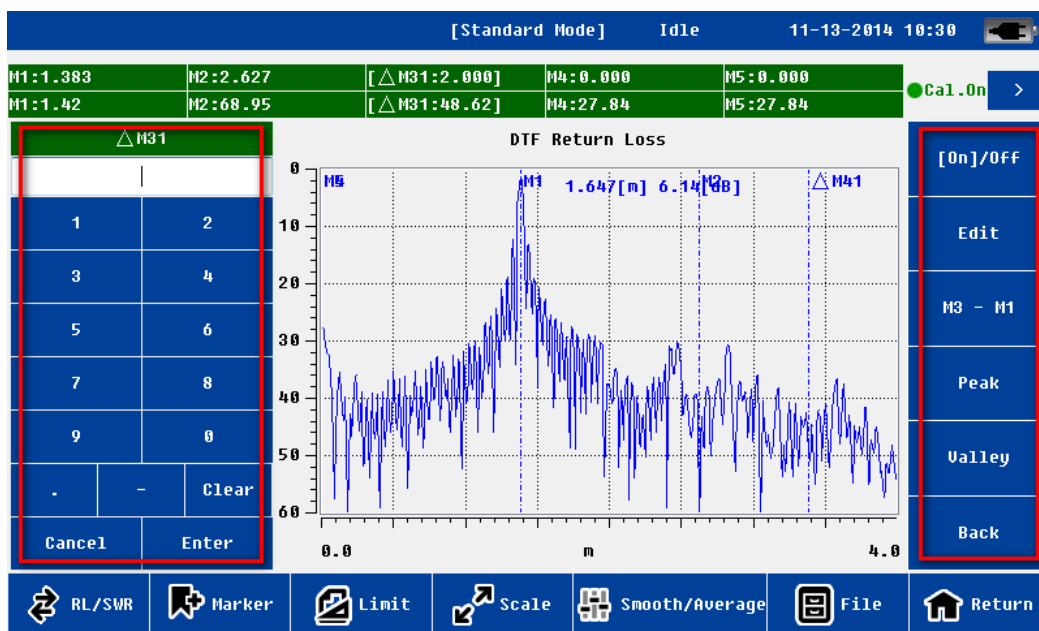 [Standard Mode] Idle 11-13-2014 10:30
M1:1.383 M2:2.627 [△M31:2.000] M4:0.000 M5:0.000
M1:1.42 M2:68.95 [△M31:48.62] M4:27.84 M5:27.84
Cal.On >
△M31
1 2
3 4
5 6
7 8
9 0
. - Clear
Cancel Enter
DTF Return Loss
M1 1.647[m] 6.14[dB] M2 △M41
0
10
20
30
40
50
60
0.0 m 4.0
[On]/Off
Edit
M3 - M1
Peak
Valley
Back
RL/SWR Marker Limit Scale Smooth/Average File Return